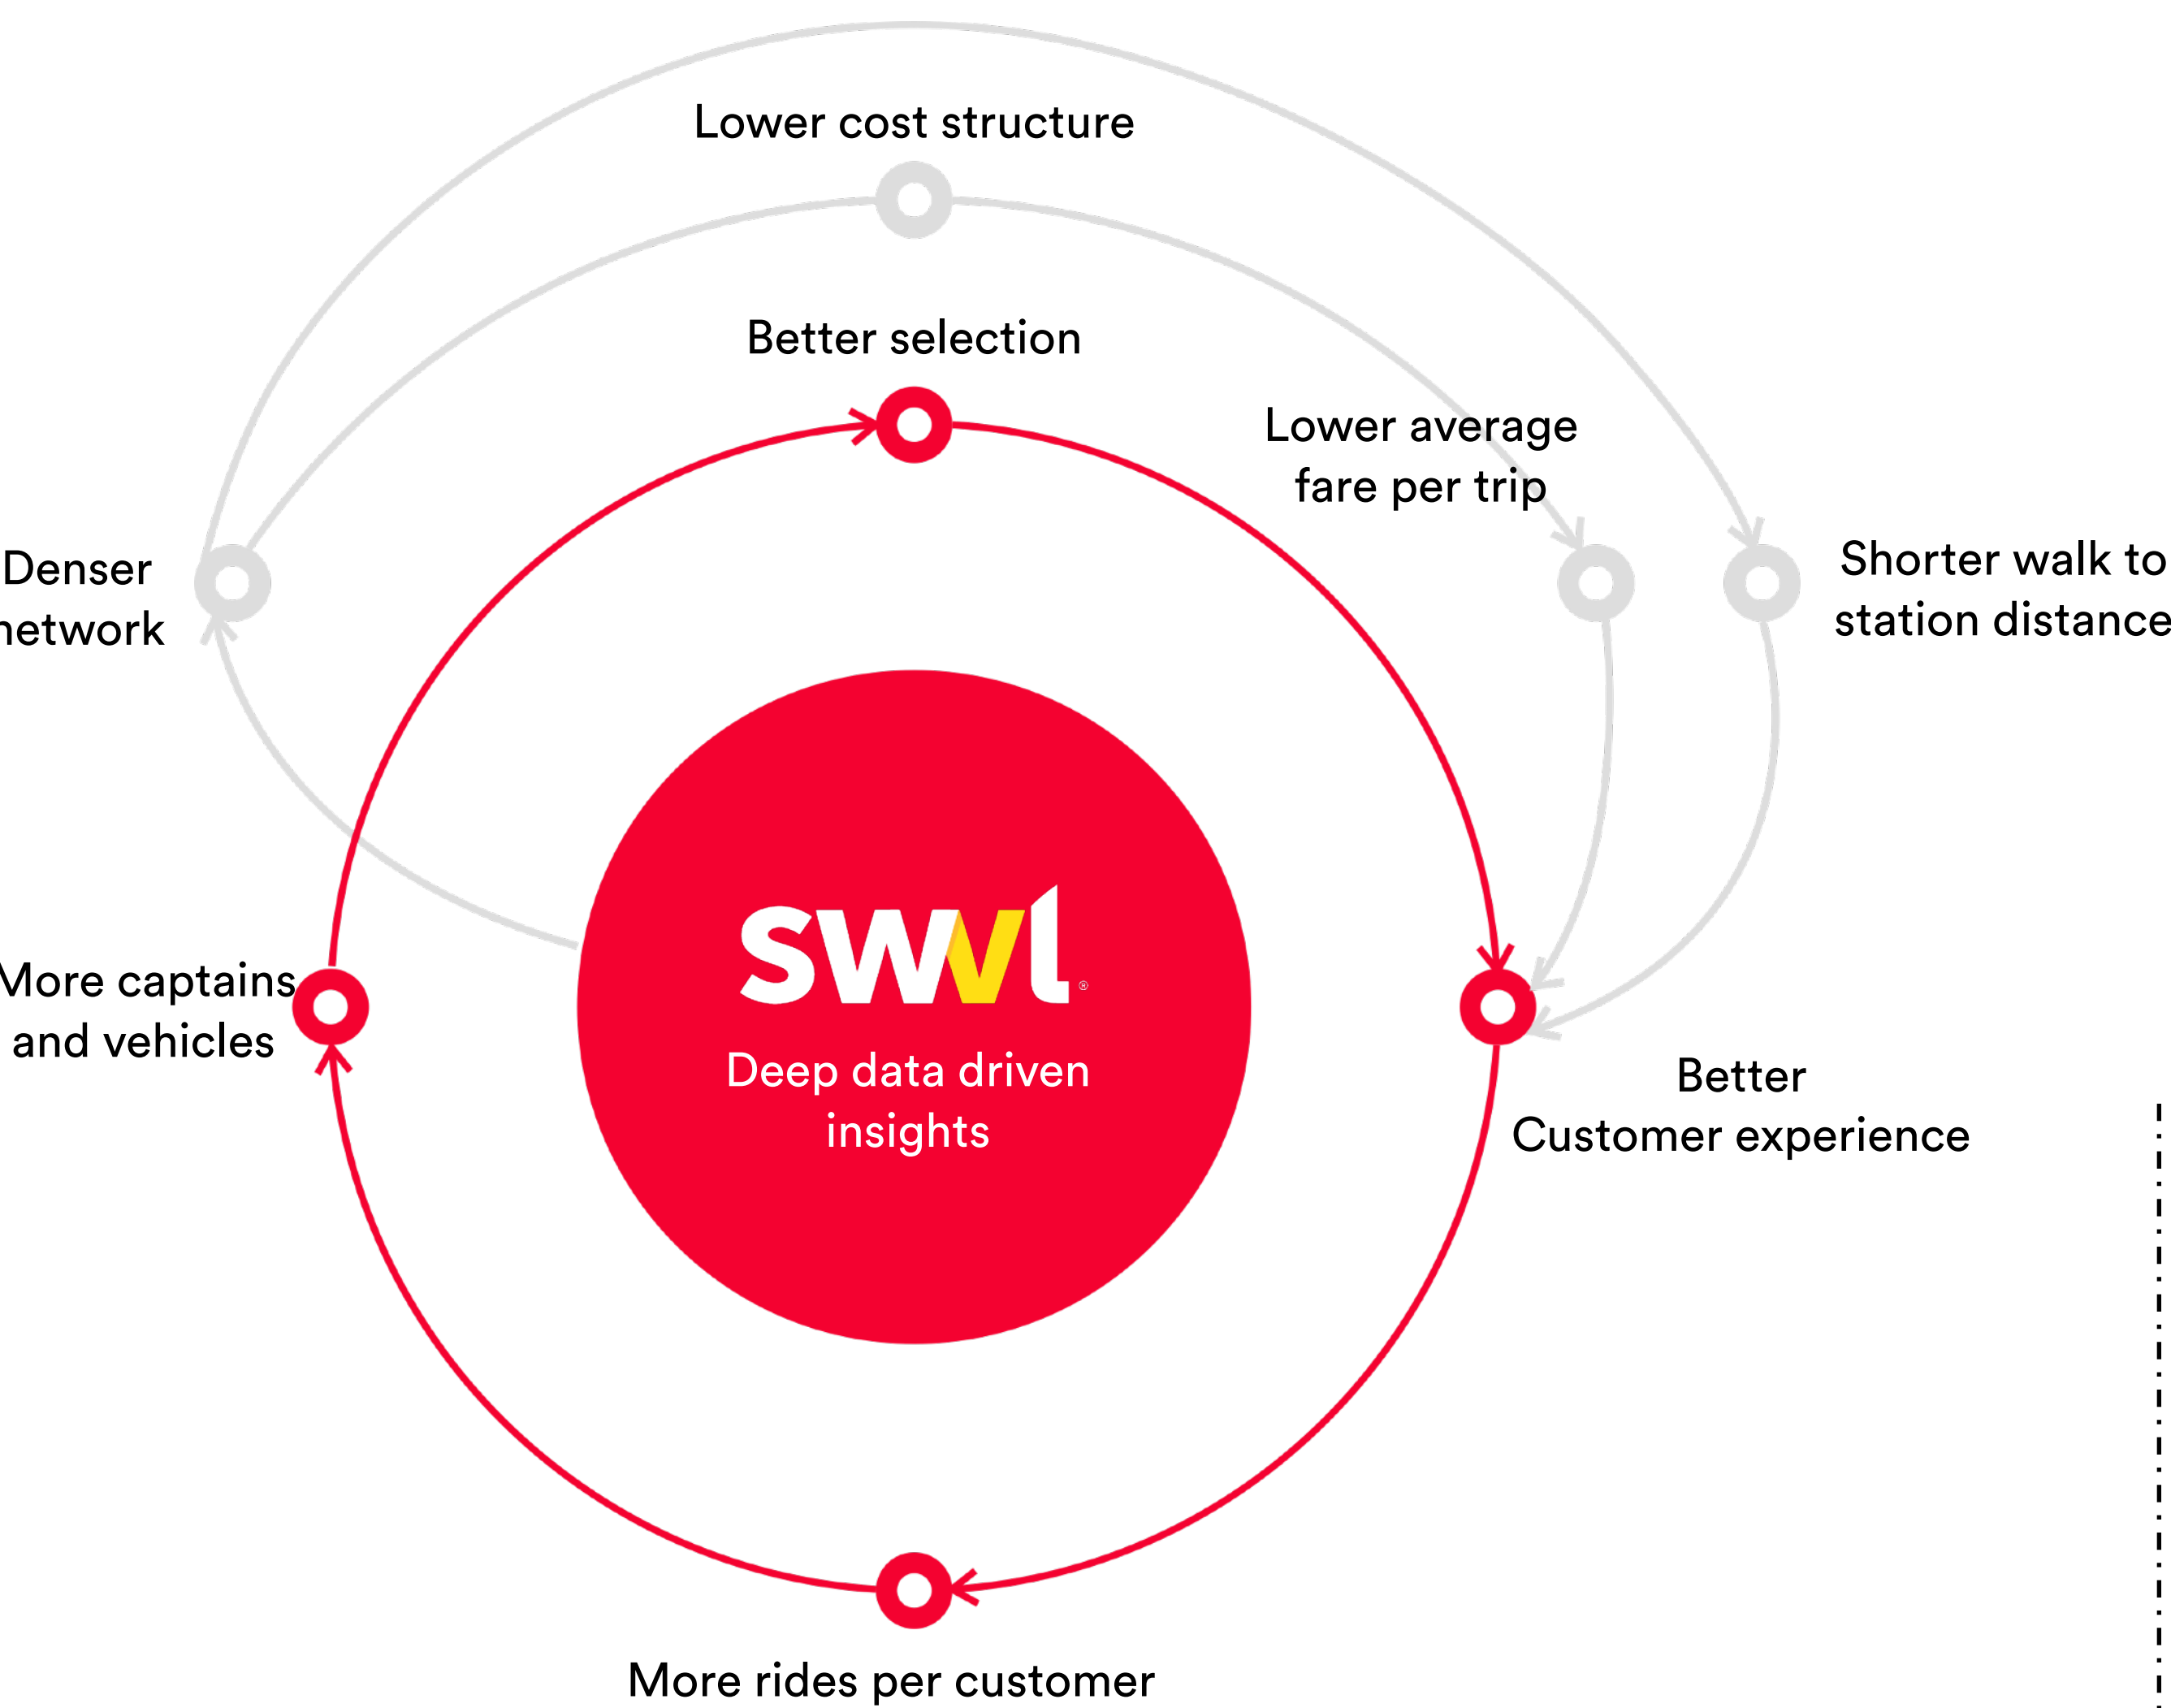 Lower cost structure
Better selection
Lower average
fare per trip
Denser
network
Shorter walk to
station distance
More captains
and vehicles
swvl®
Deep data driven
insights
Better
Customer experience
More rides per customer